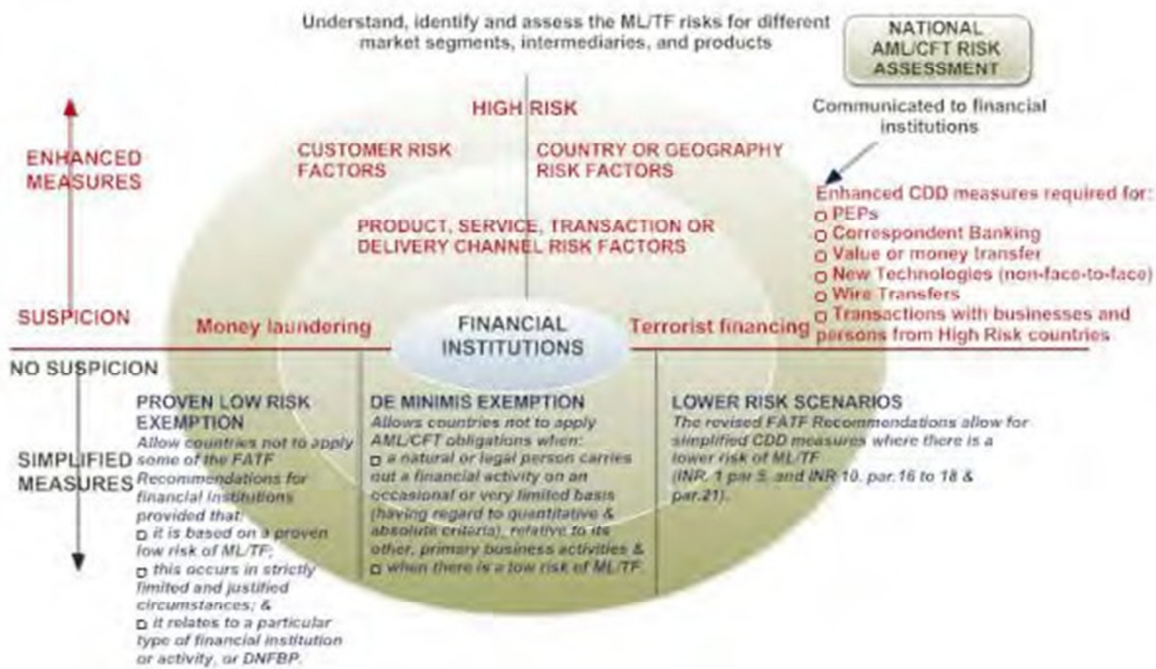 Understand, identify and assess the ML/TF risks for different
market segments, intermediaries, and products
NATIONAL
AML/CFT RISK
ASSESSMENT
Communicated to financial
institutions
HIGH RISK
ENHANCED
MEASURES
CUSTOMER RISK
FACTORS
COUNTRY OR GEOGRAPHY
RISK FACTORS
PRODUCT, SERVICE, TRANSACTION OR
DELIVERY CHANNEL RISK FACTORS
Enhanced CDD measures required for:
PEPs
Correspondent Banking
Value or money transfer
New Technologies (non-face-to-face)
Wire Transfers
Transactions with businesses and
persons from High Risk countries
SUSPICION
Money laundering
FINANCIAL
INSTITUTIONS
Terrorist financing
NO SUSPICION
SIMPLIFIED
MEASURES
PROVEN LOW RISK
EXEMPTION
Allow countries not to apply
some of the FATF
Recommendations for
financial institutions
provided that:
it is based on a proven
low risk of ML/TF;
this occurs in strictly
limited and justified
circumstances; &
it relates to a particular
type of financial institution
or activity, or DNFBP.
DE MINIMIS EXEMPTION
Allows countries not to apply
AML/CFT obligations when:
a natural or legal person carries
out a financial activity on an
occasional or very limited basis
(having regard to quantitative &
absolute criteria), relative to its
other, primary business activities &
when there is a low risk of ML/TF.
LOWER RISK SCENARIOS
The revised FATF Recommendations allow for
simplified CDD measures where there is a
lower risk of ML/TF
(INR. 1 par 5. and INR 10. par.16 to 18 &
par.21).